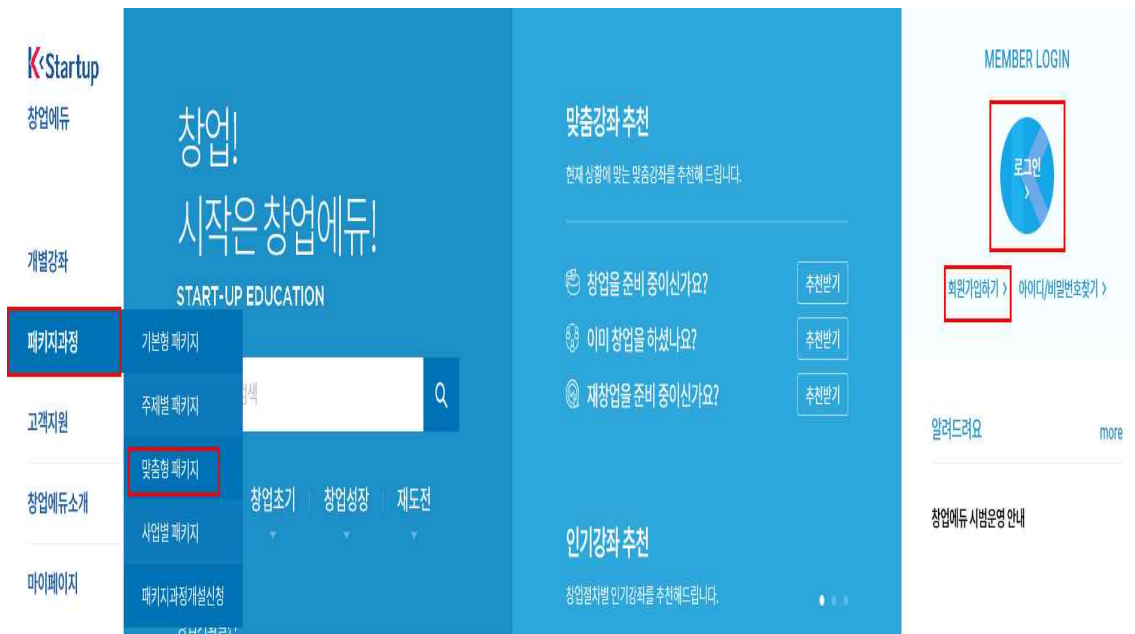 K Startup
창업에듀
개별강좌
패키지과정
고객지원
창업에듀소개
마이페이지
기본형 패키지
주제별 패키지
맞춤형 패키지
사업별 패키지
패키지과정개설신청
창업!
시작은 창업에듀!
START-UP EDUCATION
검색
창업초기
창업성장
재도전
맞춤강좌 추천
현재 상황에 맞는 맞춤강좌를 추천해 드립니다.
창업을 준비 중이신가요? 추천받기
이미 창업을 하셨나요? 추천받기
재창업을 준비 중이신가요? 추천받기
인기강좌 추천
창업절차별 인기강좌를 추천해드립니다.
MEMBER LOGIN
로그인
>
회원가입하기 > 아이디/비밀번호찾기 >
알려드려요 more
창업에듀 시범운영 안내